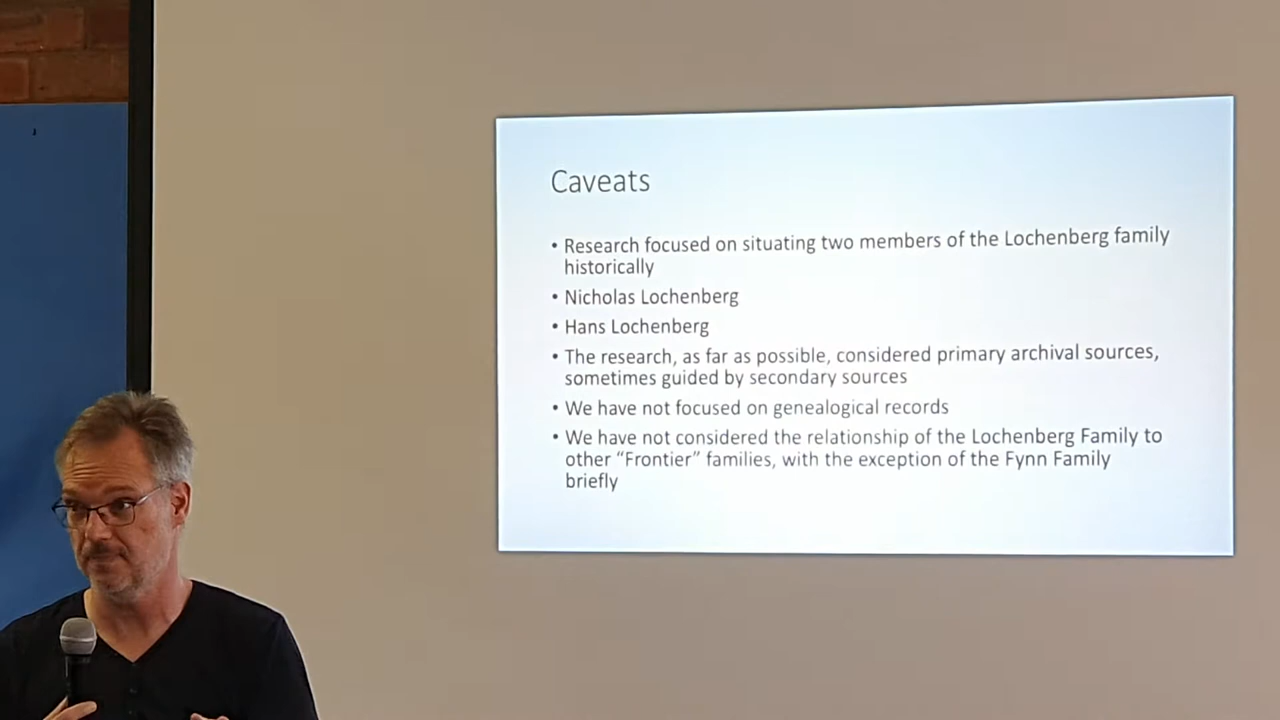 Caveats
• Research focused on situating two members of the Lochenberg family
historically
• Nicholas Lochenberg
• Hans Lochenberg
• The research, as far as possible, considered primary archival sources,
sometimes guided by secondary sources
• We have not focused on genealogical records
• We have not considered the relationship of the Lochenberg Family to
other “Frontier” families, with the exception of the Fynn Family
briefly